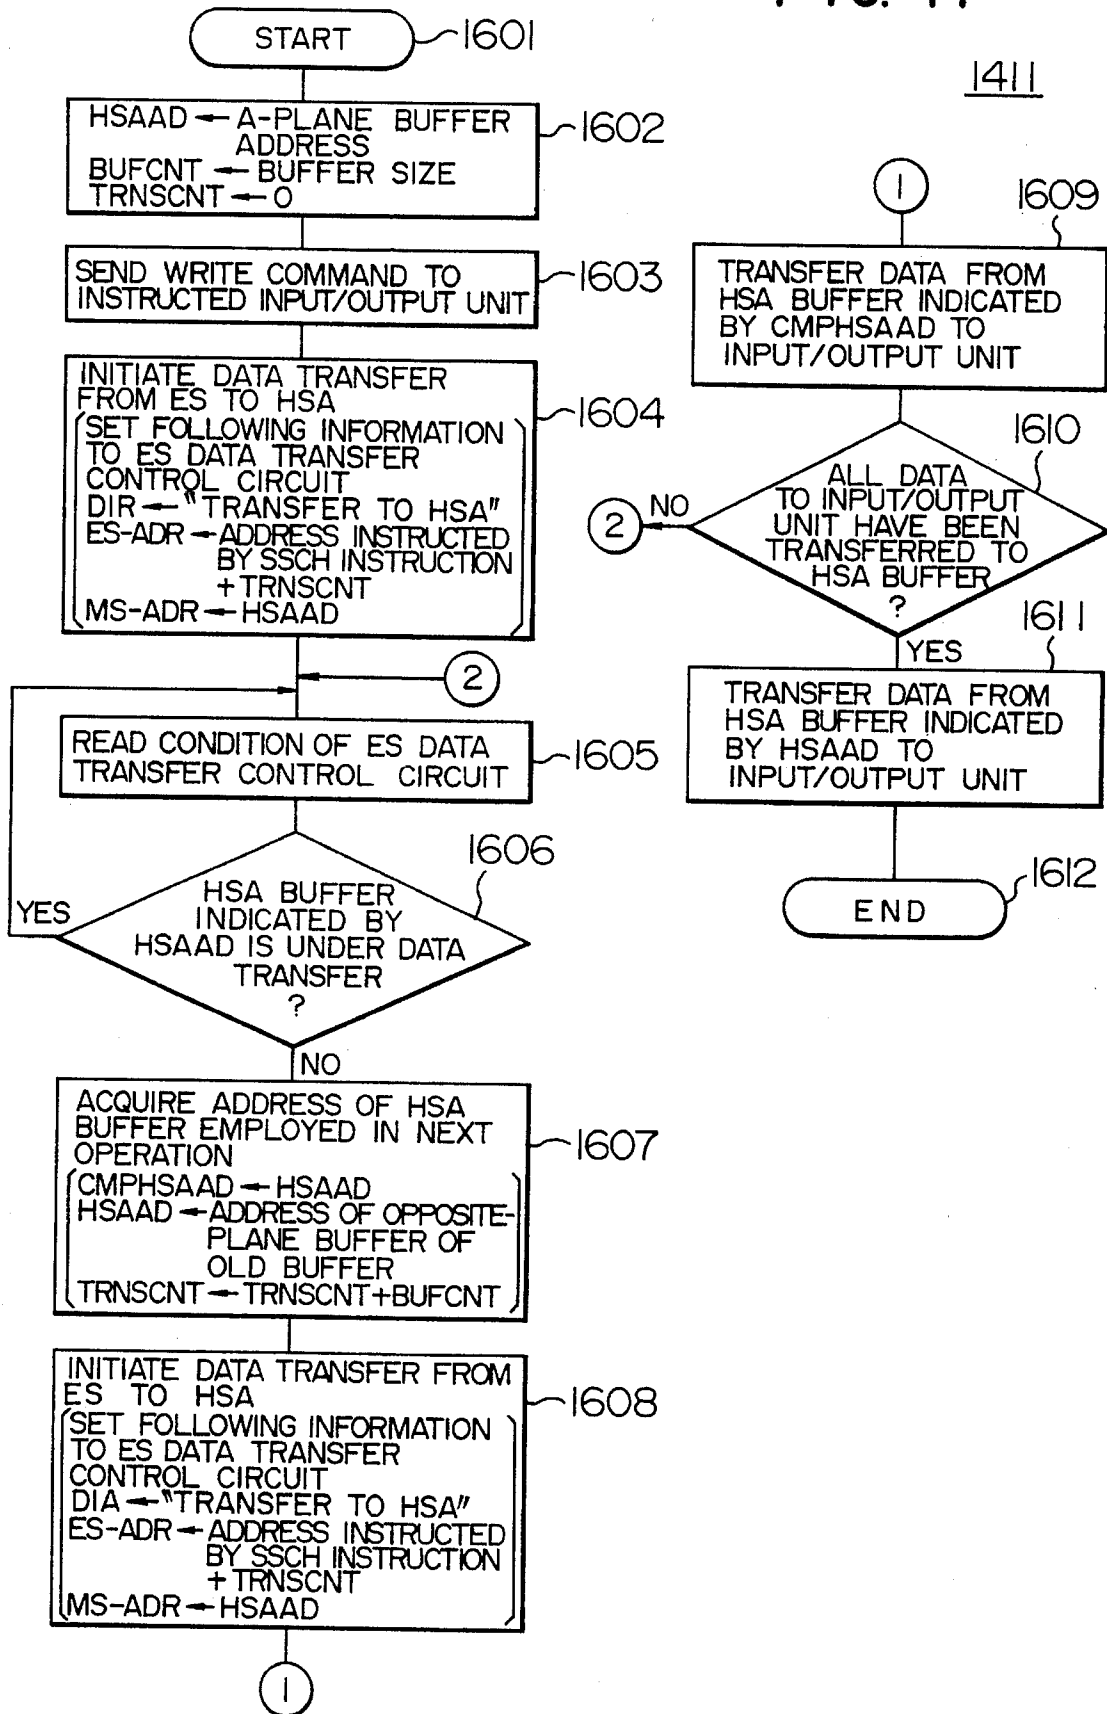 START
1601
HSAAD ← A-PLANE BUFFER
ADDRESS
BUFCNT ← BUFFER SIZE
TRNSCNT ← 0
1602
SEND WRITE COMMAND TO
INSTRUCTED INPUT/OUTPUT UNIT
1603
INITIATE DATA TRANSFER
FROM ES TO HSA
SET FOLLOWING INFORMATION
TO ES DATA TRANSFER
CONTROL CIRCUIT
DIR ← "TRANSFER TO HSA"
ES-ADR ← ADDRESS INSTRUCTED
BY SSCH INSTRUCTION
+ TRNSCNT
MS-ADR ← HSAAD
1604
2
READ CONDITION OF ES DATA
TRANSFER CONTROL CIRCUIT
1605
1606
HSA BUFFER
INDICATED BY
HSAAD IS UNDER DATA
TRANSFER
?
YES
NO
ACQUIRE ADDRESS OF HSA
BUFFER EMPLOYED IN NEXT
OPERATION
CMPHSAAD ← HSAAD
HSAAD ← ADDRESS OF OPPOSITE-
PLANE BUFFER OF
OLD BUFFER
TRNSCNT ← TRNSCNT+BUFCNT
1607
INITIATE DATA TRANSFER FROM
ES TO HSA
SET FOLLOWING INFORMATION
TO ES DATA TRANSFER
CONTROL CIRCUIT
DIA ← "TRANSFER TO HSA"
ES-ADR ← ADDRESS INSTRUCTED
BY SSCH INSTRUCTION
+ TRNSCNT
MS-ADR ← HSAAD
1608
1
1411
1
1609
TRANSFER DATA FROM
HSA BUFFER INDICATED
BY CMPHSAAD TO
INPUT/OUTPUT UNIT
1610
ALL DATA
TO INPUT/OUTPUT
UNIT HAVE BEEN
TRANSFERRED TO
HSA BUFFER
?
NO
2
YES
1611
TRANSFER DATA FROM
HSA BUFFER INDICATED
BY HSAAD TO
INPUT/OUTPUT UNIT
END
1612